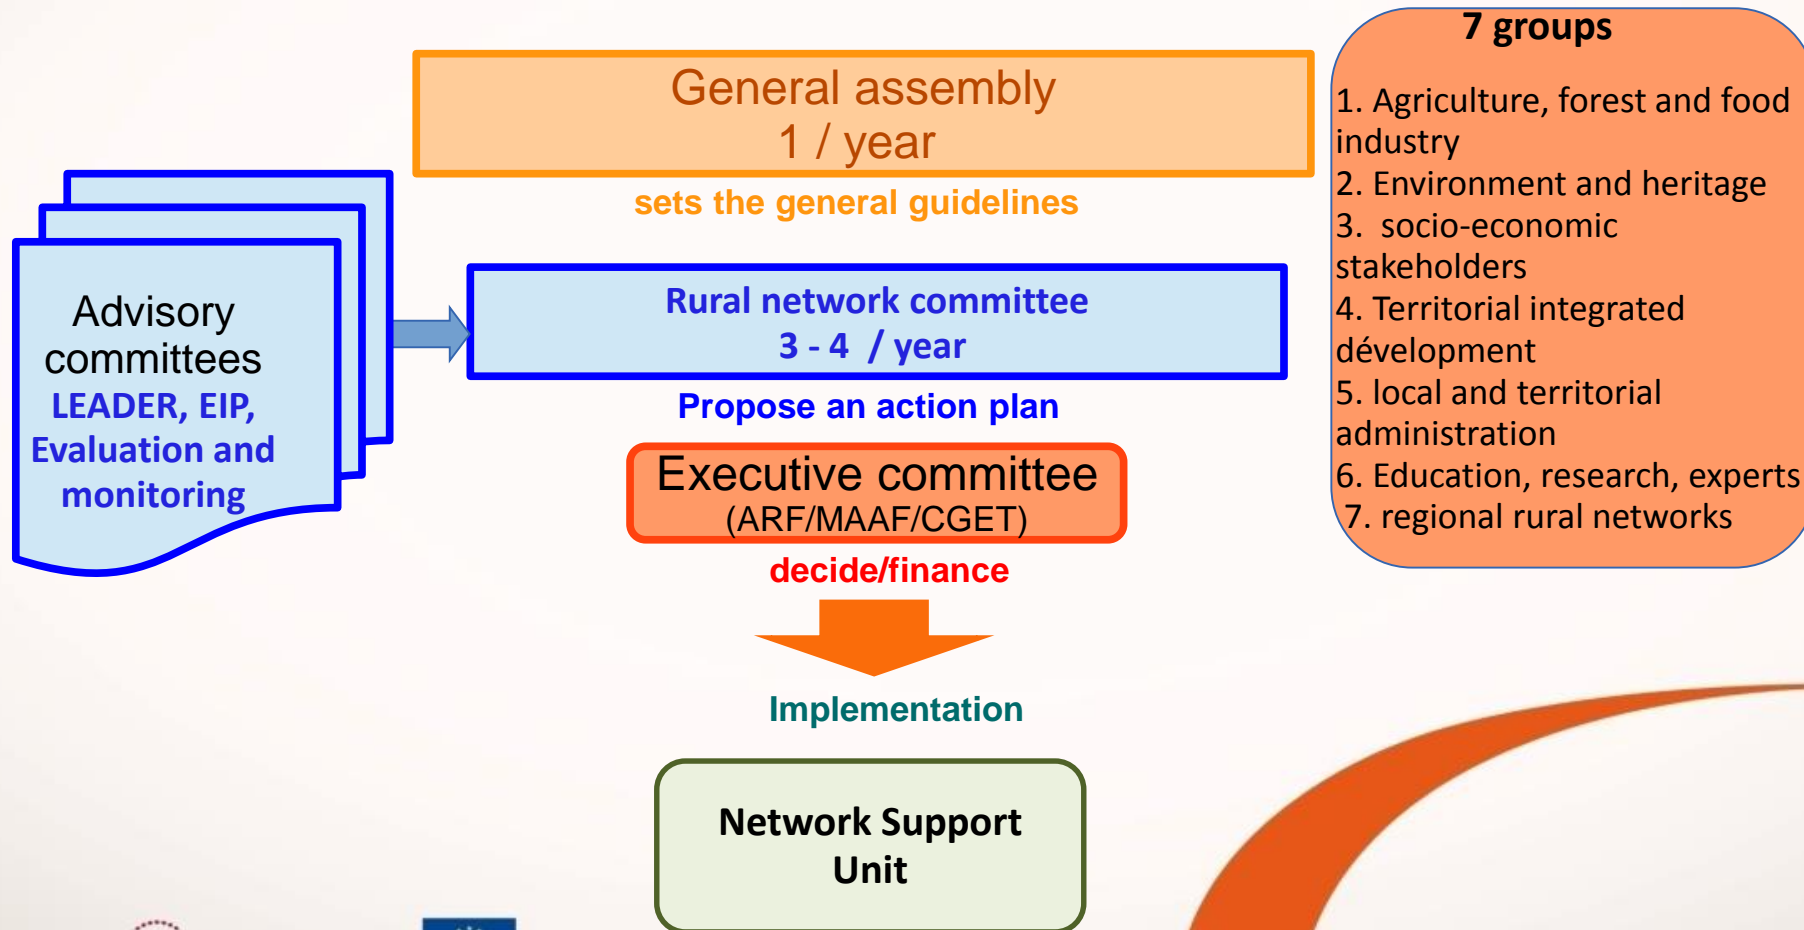 General assembly
1 / year
sets the general guidelines
Advisory
committees
LEADER, EIP,
Evaluation and
monitoring
Rural network committee
3 - 4 / year
Propose an action plan
Executive committee
(ARF/MAAF/CGET)
decide/finance
Implementation
Network Support
Unit
7 groups
1. Agriculture, forest and food
industry
2. Environment and heritage
3. socio-economic
stakeholders
4. Territorial integrated
dévelopment
5. local and territorial
administration
6. Education, research, experts
7. regional rural networks